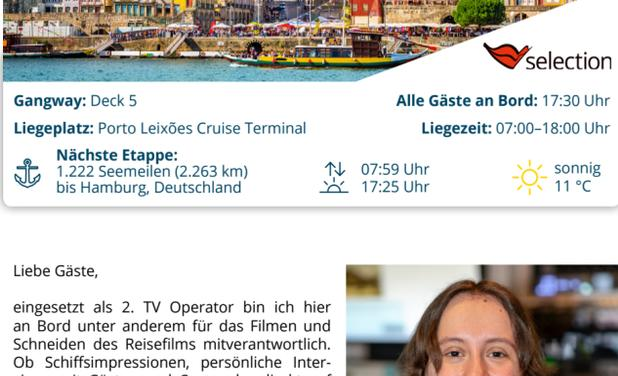 selection
Gangway: Deck 5
Alle Gäste an Bord: 17:30 Uhr
Liegeplatz: Porto Leixões Cruise Terminal
Liegezeit: 07:00–18:00 Uhr
Nächste Etappe:
1.222 Seemeilen (2.263 km)
bis Hamburg, Deutschland
07:59 Uhr
17:25 Uhr
sonnig
11 °C
Liebe Gäste,
eingesetzt als 2. TV Operator bin ich hier
an Bord unter anderem für das Filmen und
Schneiden des Reisefilms mitverantwortlich.
Ob Schiffsimpressionen, persönliche Inter-